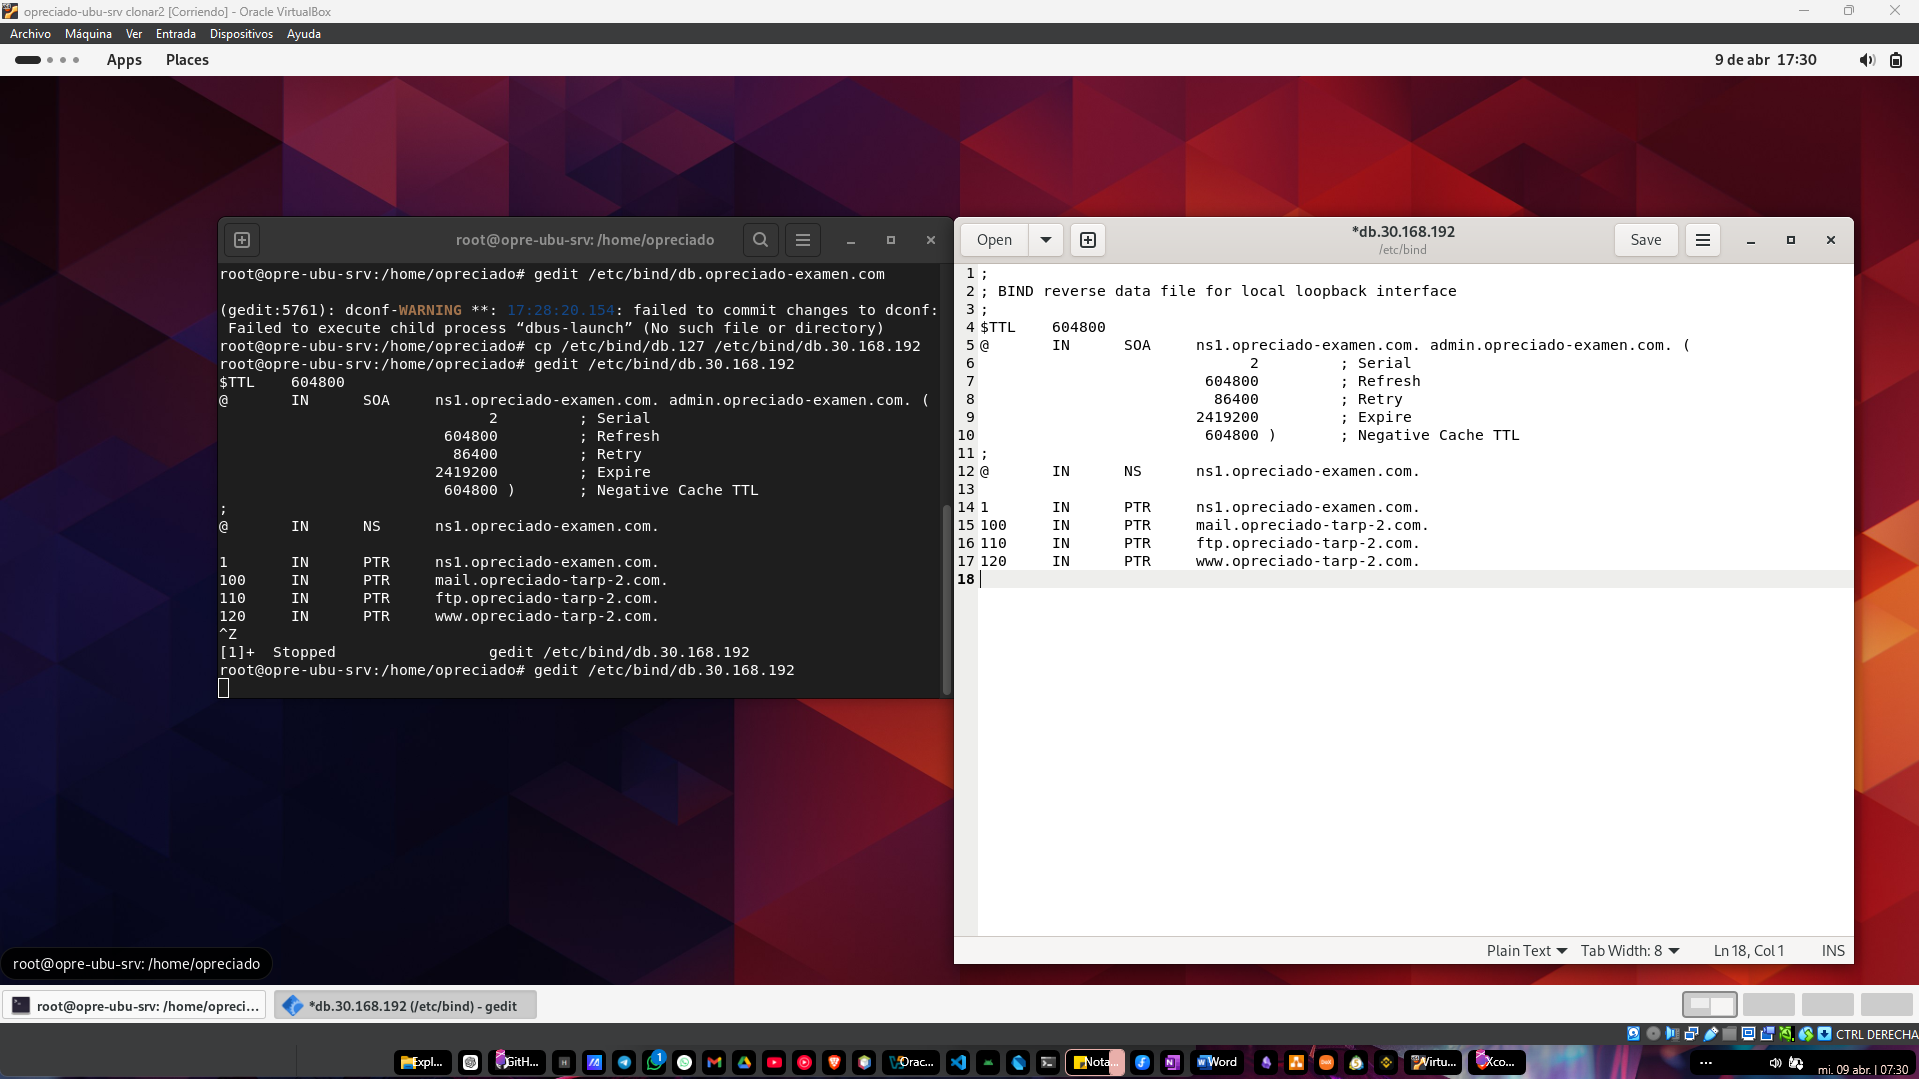 opreciado-ubu-srv clonar2 [Corriendo] - Oracle VirtualBox
Archivo Máquina Ver Entrada Dispositivos Ayuda
Apps Places
9 de abr 17:30
root@opre-ubu-srv: /home/opreciado
root@opre-ubu-srv:/home/opreciado# gedit /etc/bind/db.opreciado-examen.com
(gedit:5761): dconf-WARNING **: 17:28:20.154: failed to commit changes to dconf:
Failed to execute child process “dbus-launch” (No such file or directory)
root@opre-ubu-srv:/home/opreciado# cp /etc/bind/db.127 /etc/bind/db.30.168.192
root@opre-ubu-srv:/home/opreciado# gedit /etc/bind/db.30.168.192
$TTL 604800
@ IN SOA ns1.opreciado-examen.com. admin.opreciado-examen.com. (
2 ; Serial
604800 ; Refresh
86400 ; Retry
2419200 ; Expire
604800 ) ; Negative Cache TTL
;
@ IN NS ns1.opreciado-examen.com.
1 IN PTR ns1.opreciado-examen.com.
100 IN PTR mail.opreciado-tarp-2.com.
110 IN PTR ftp.opreciado-tarp-2.com.
120 IN PTR www.opreciado-tarp-2.com.
^Z
[1]+ Stopped gedit /etc/bind/db.30.168.192
root@opre-ubu-srv:/home/opreciado# gedit /etc/bind/db.30.168.192
Open
*db.30.168.192
/etc/bind
Save
1 ;
2 ; BIND reverse data file for local loopback interface
3 ;
4 $TTL 604800
5 @ IN SOA ns1.opreciado-examen.com. admin.opreciado-examen.com. (
6 2 ; Serial
7 604800 ; Refresh
8 86400 ; Retry
9 2419200 ; Expire
10 604800 ) ; Negative Cache TTL
11 ;
12 @ IN NS ns1.opreciado-examen.com.
13
14 1 IN PTR ns1.opreciado-examen.com.
15 100 IN PTR mail.opreciado-tarp-2.com.
16 110 IN PTR ftp.opreciado-tarp-2.com.
17 120 IN PTR www.opreciado-tarp-2.com.
18
Plain Text Tab Width: 8 Ln 18, Col 1 INS
root@opre-ubu-srv: /home/opreciado
root@opre-ubu-srv: /home/opreci... *db.30.168.192 (/etc/bind) - gedit
CTRL DERECHA
Expl... GitH... 1 Orac... Nota... Word Virtu... Xco...
mi. 09 abr. | 07:30